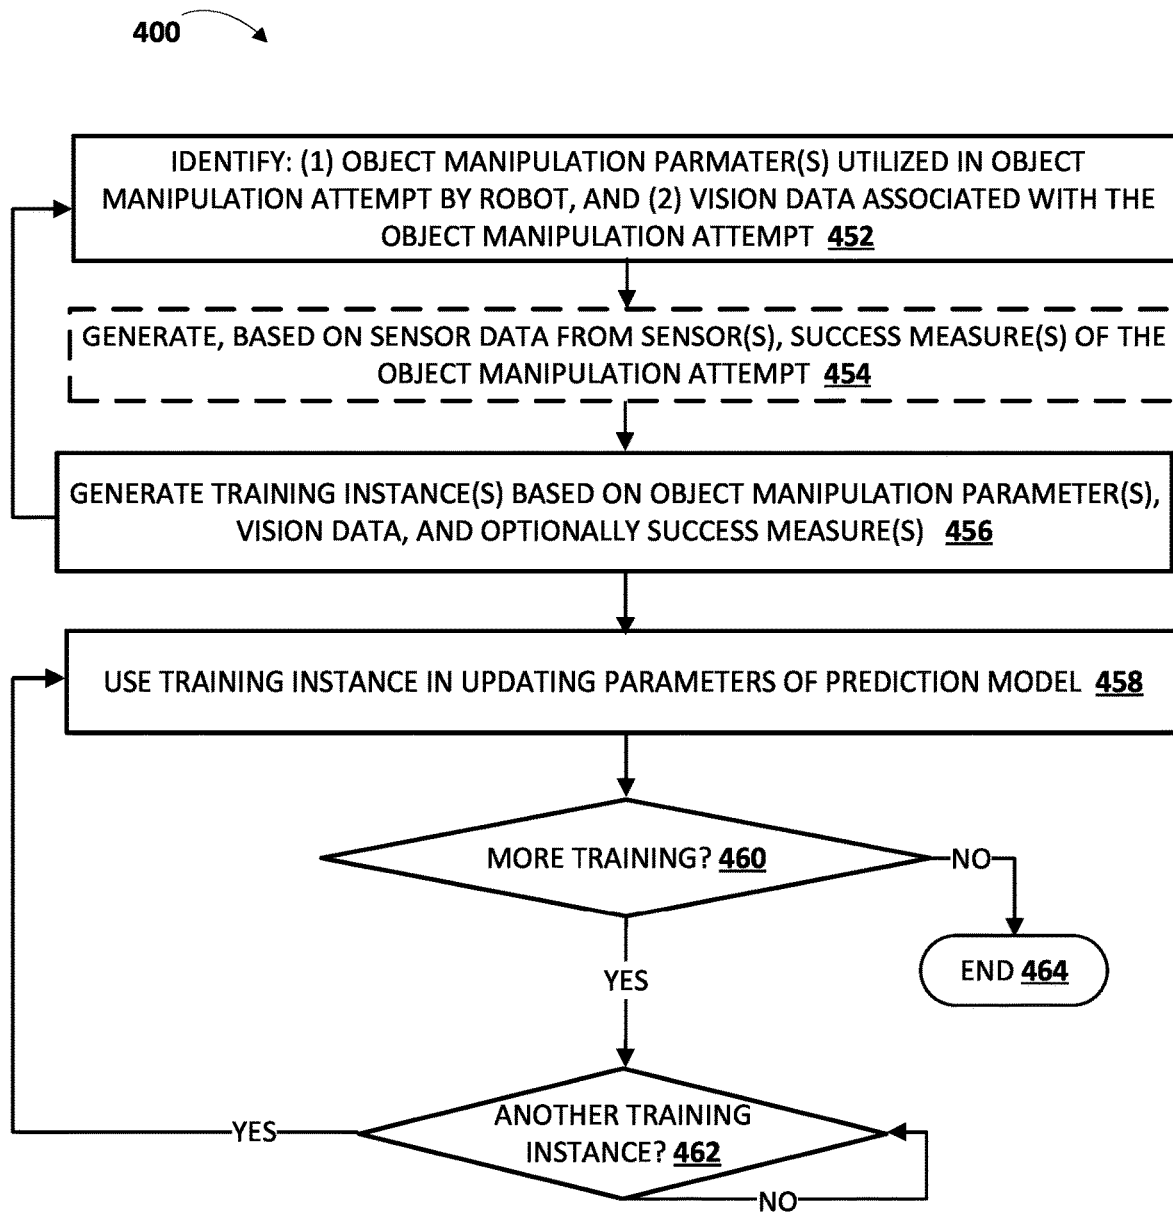 400
IDENTIFY: (1) OBJECT MANIPULATION PARMATER(S) UTILIZED IN OBJECT
MANIPULATION ATTEMPT BY ROBOT, AND (2) VISION DATA ASSOCIATED WITH THE
OBJECT MANIPULATION ATTEMPT 452
GENERATE, BASED ON SENSOR DATA FROM SENSOR(S), SUCCESS MEASURE(S) OF THE
OBJECT MANIPULATION ATTEMPT 454
GENERATE TRAINING INSTANCE(S) BASED ON OBJECT MANIPULATION PARAMETER(S),
VISION DATA, AND OPTIONALLY SUCCESS MEASURE(S) 456
USE TRAINING INSTANCE IN UPDATING PARAMETERS OF PREDICTION MODEL 458
MORE TRAINING? 460
NO
END 464
YES
ANOTHER TRAINING
INSTANCE? 462
YES
NO